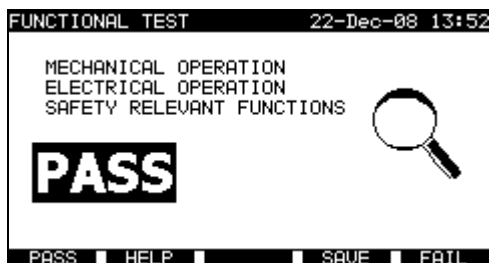 FUNCTIONAL TEST 22-Dec-08 13:52
MECHANICAL OPERATION
ELECTRICAL OPERATION
SAFETY RELEVANT FUNCTIONS
PASS
PASS HELP SAVE FAIL